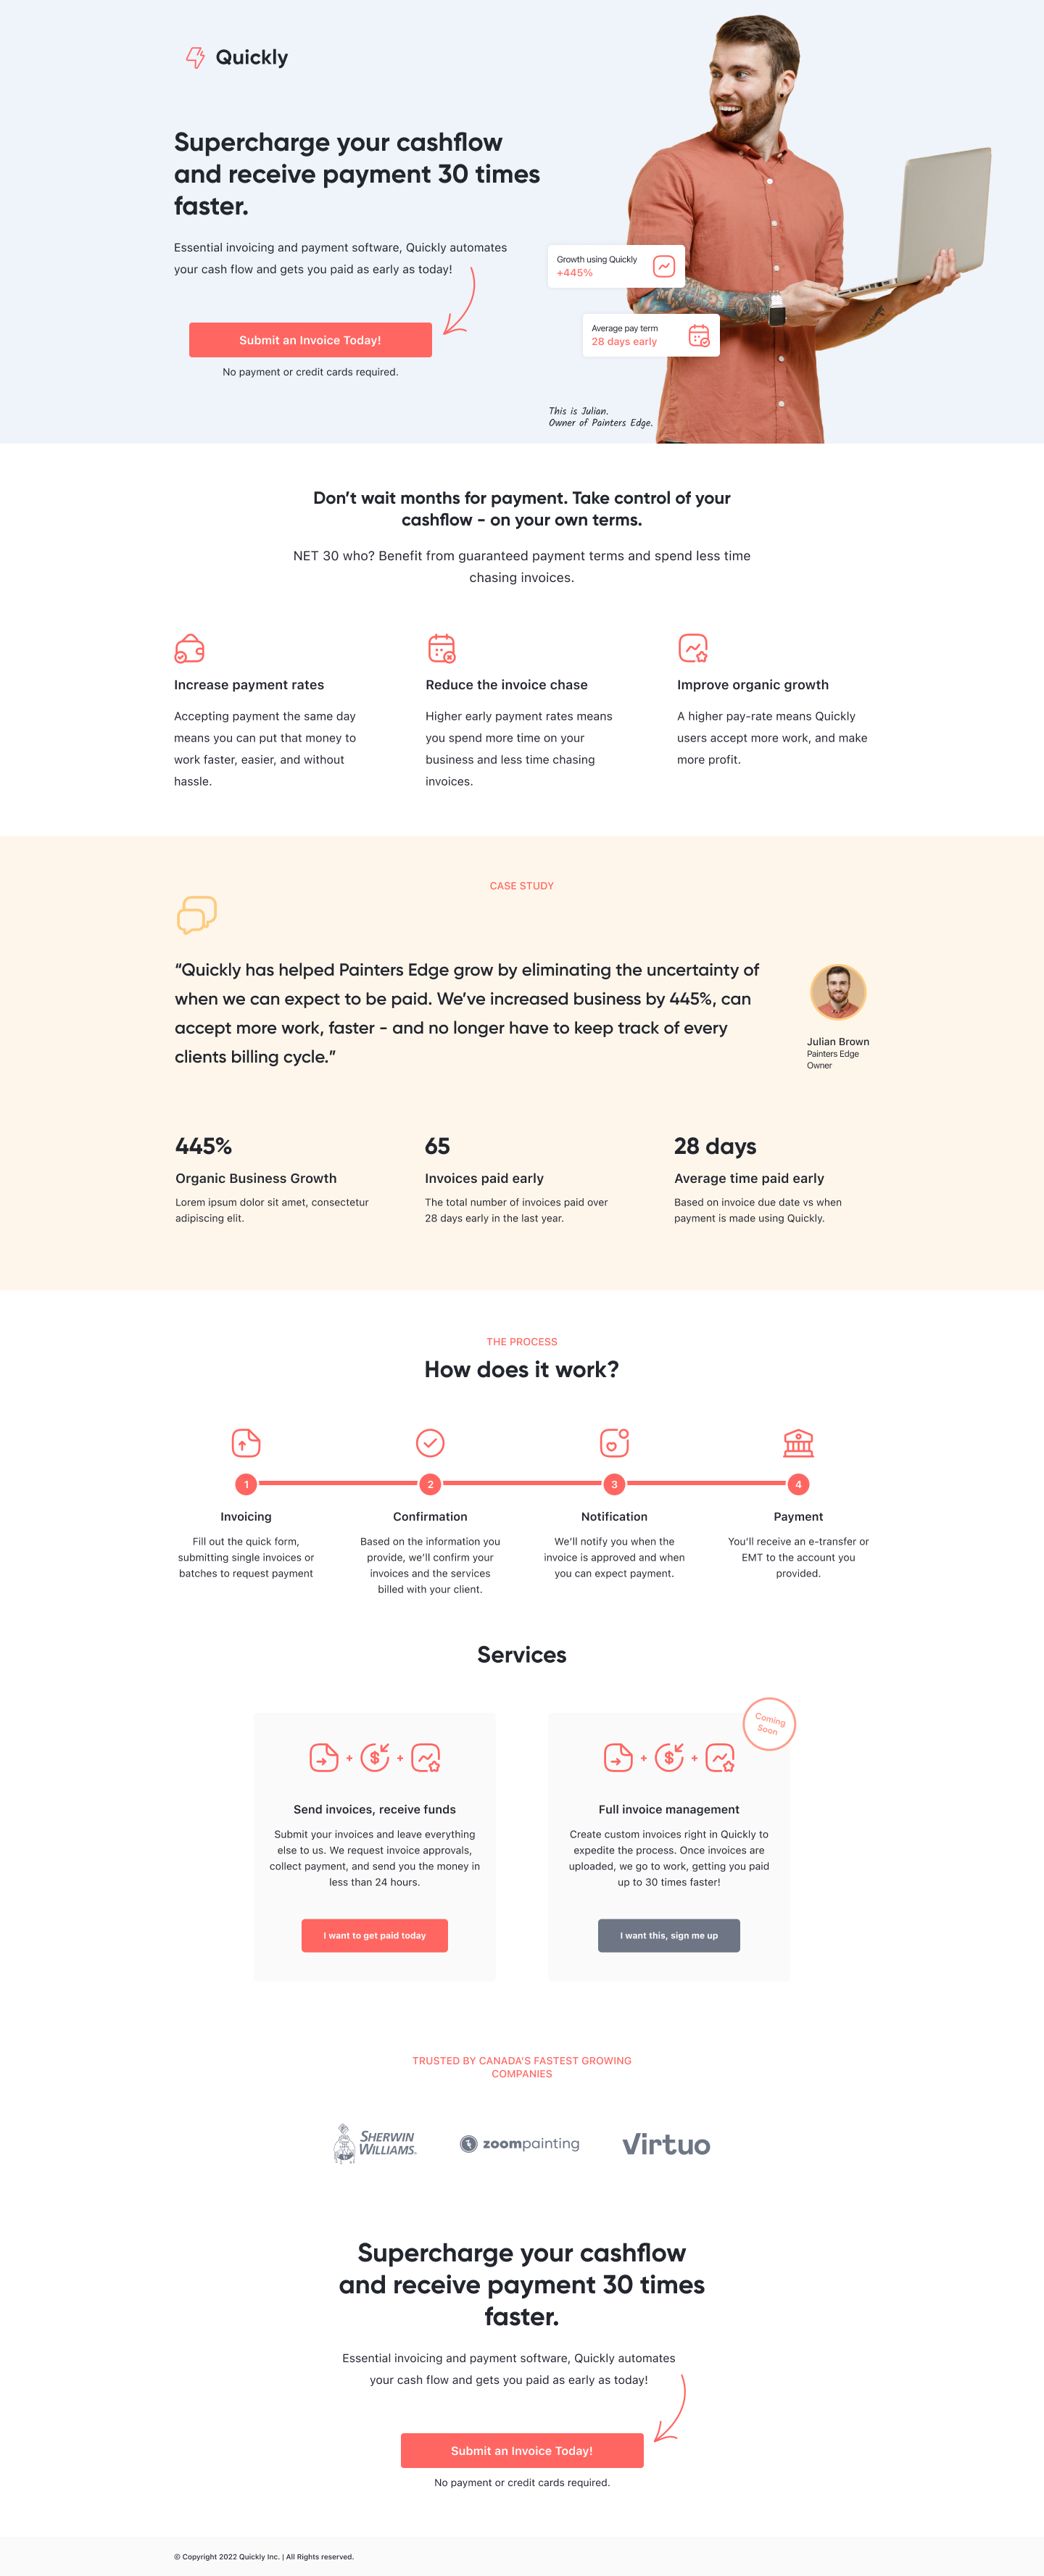 Quickly
Supercharge your cashflow
and receive payment 30 times
faster.
Essential invoicing and payment software, Quickly automates
your cash flow and gets you paid as early as today!
Submit an Invoice Today!
No payment or credit cards required.
Growth using Quickly
+445%
Average pay term
28 days early
This is Julian.
Owner of Painters Edge.
Don’t wait months for payment. Take control of your
cashflow - on your own terms.
NET 30 who? Benefit from guaranteed payment terms and spend less time
chasing invoices.
Increase payment rates
Accepting payment the same day
means you can put that money to
work faster, easier, and without
hassle.
Reduce the invoice chase
Higher early payment rates means
you spend more time on your
business and less time chasing
invoices.
Improve organic growth
A higher pay-rate means Quickly
users accept more work, and make
more profit.
CASE STUDY
“Quickly has helped Painters Edge grow by eliminating the uncertainty of
when we can expect to be paid. We’ve increased business by 445%, can
accept more work, faster - and no longer have to keep track of every
clients billing cycle.”
Julian Brown
Painters Edge
Owner
445%
Organic Business Growth
Lorem ipsum dolor sit amet, consectetur
adipiscing elit.
65
Invoices paid early
The total number of invoices paid over
28 days early in the last year.
28 days
Average time paid early
Based on invoice due date vs when
payment is made using Quickly.
THE PROCESS
How does it work?
1
2
3
4
Invoicing
Fill out the quick form,
submitting single invoices or
batches to request payment
Confirmation
Based on the information you
provide, we’ll confirm your
invoices and the services
billed with your client.
Notification
We’ll notify you when the
invoice is approved and when
you can expect payment.
Payment
You’ll receive an e-transfer or
EMT to the account you
provided.
Services
$
Send invoices, receive funds
Submit your invoices and leave everything
else to us. We request invoice approvals,
collect payment, and send you the money in
less than 24 hours.
I want to get paid today
Coming
Soon
$
Full invoice management
Create custom invoices right in Quickly to
expedite the process. Once invoices are
uploaded, we go to work, getting you paid
up to 30 times faster!
I want this, sign me up
TRUSTED BY CANADA’S FASTEST GROWING
COMPANIES
SHERWIN
WILLIAMS.
zoompainting
Virtuo
Supercharge your cashflow
and receive payment 30 times
faster.
Essential invoicing and payment software, Quickly automates
your cash flow and gets you paid as early as today!
Submit an Invoice Today!
No payment or credit cards required.
© Copyright 2022 Quickly Inc. | All Rights reserved.